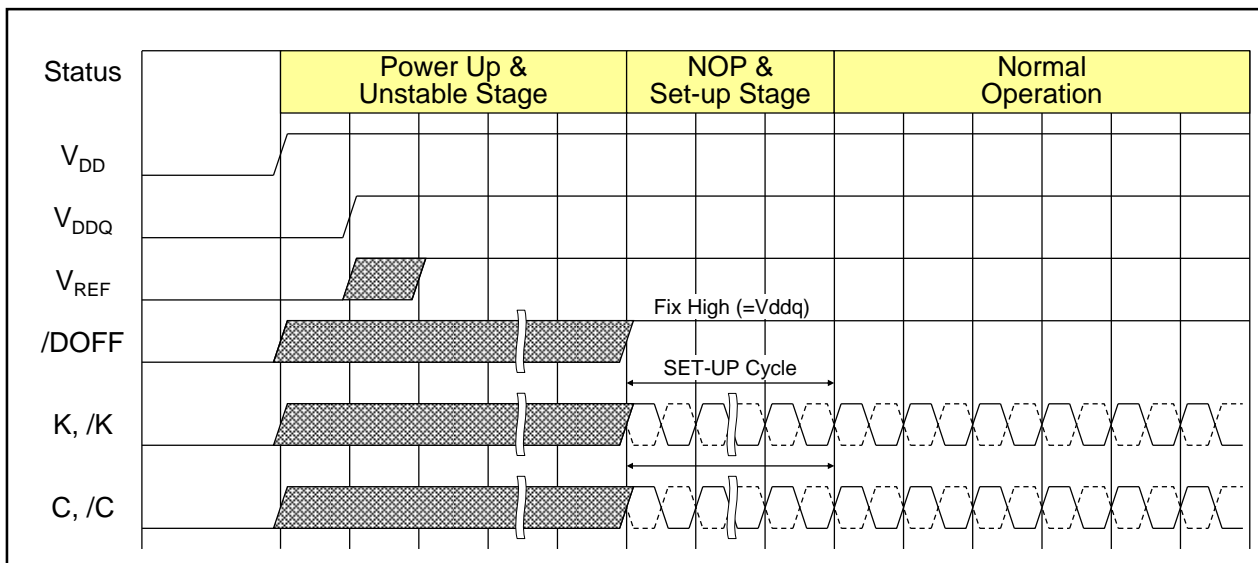 Status
Power Up &
Unstable Stage
NOP &
Set-up Stage
Normal
Operation
VDD
VDDQ
VREF
Fix High (=Vddq)
/DOFF
SET-UP Cycle
K, /K
C, /C